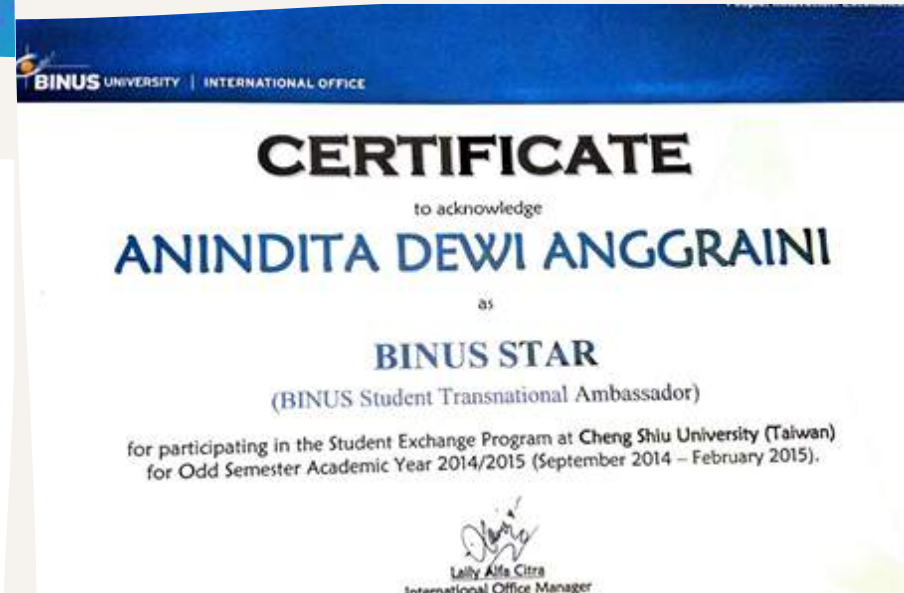 BINUS UNIVERSITY | INTERNATIONAL OFFICE
CERTIFICATE
to acknowledge
ANINDITA DEWI ANGGRAINI
as
BINUS STAR
(BINUS Student Transnational Ambassador)
for participating in the Student Exchange Program at Cheng Shiu University (Taiwan)
for Odd Semester Academic Year 2014/2015 (September 2014 – February 2015).
Laily Alfa Citra
International Office Manager